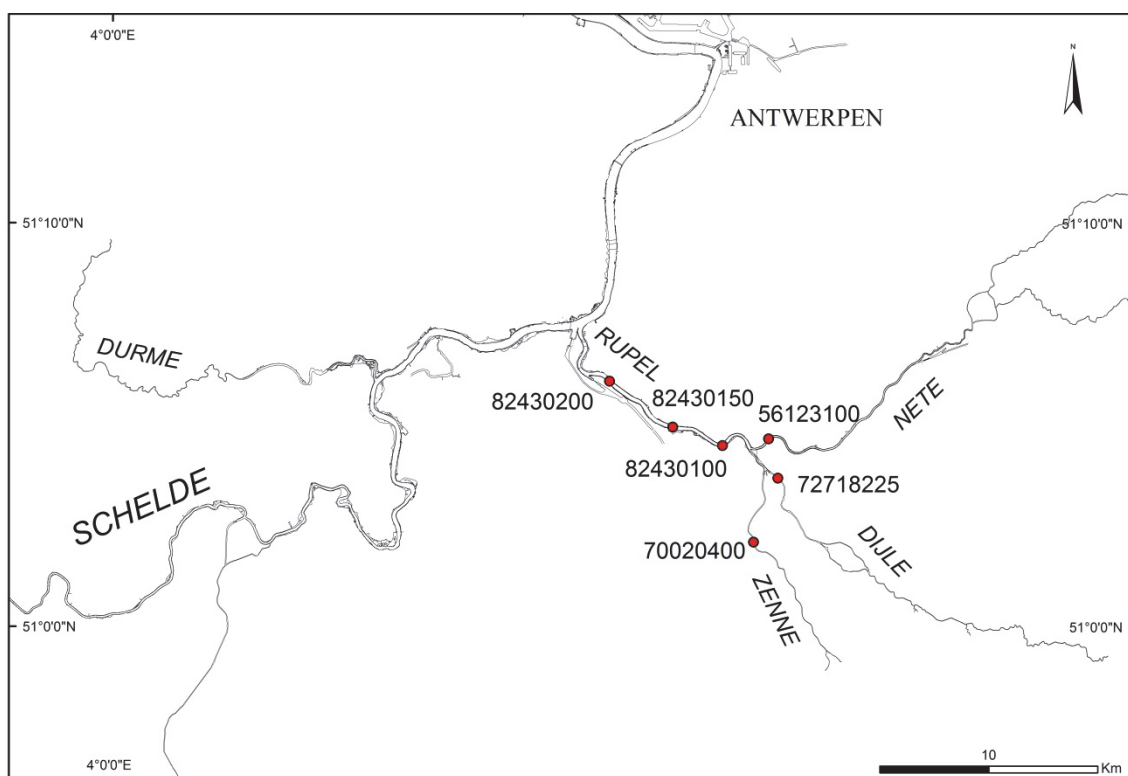 4°0'0"E
N
ANTWERPEN
51°10'0"N
51°10'0"N
DURME
RUPEL
82430200
82430150
56123100
NETE
82430100
SCHELDE
72718225
70020400
DIJLE
ZENNE
51°0'0"N
51°0'0"N
4°0'0"E
10
Km